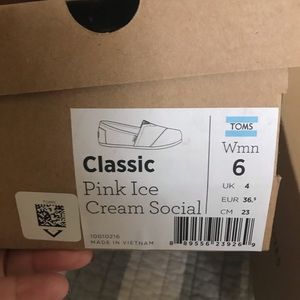 TOMS
Wmn
6
UK 4
EUR 36.⁵
CM 23
Classic
Pink Ice
Cream Social
10010216
MADE IN VIETNAM
8 89556 23926 9
TOMS